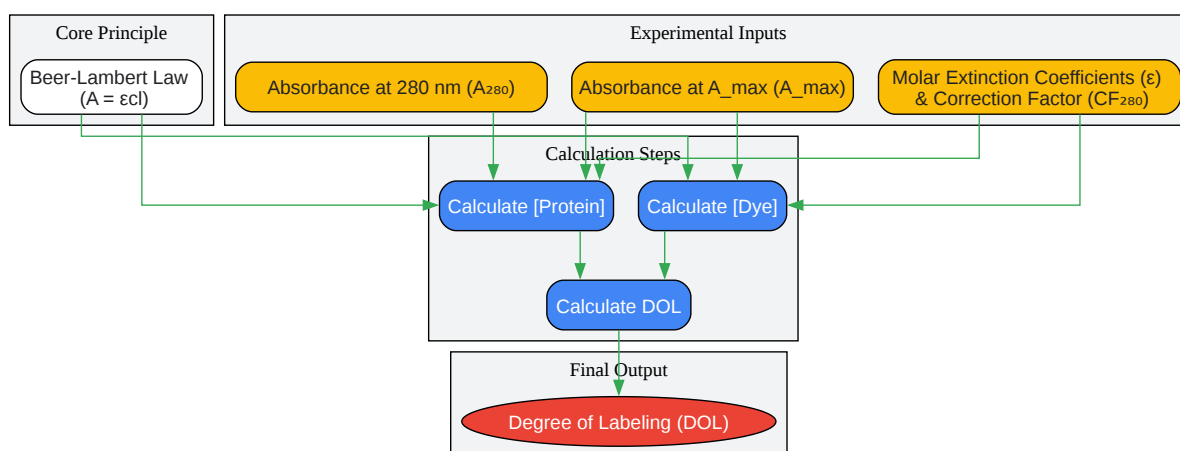 Core Principle
Experimental Inputs
Beer-Lambert Law
(A = εcl)
Absorbance at 280 nm (A₂₈₀)
Absorbance at A_max (A_max)
Molar Extinction Coefficients (ε)
& Correction Factor (CF₂₈₀)
Calculation Steps
Calculate [Protein]
Calculate [Dye]
Calculate DOL
Final Output
Degree of Labeling (DOL)